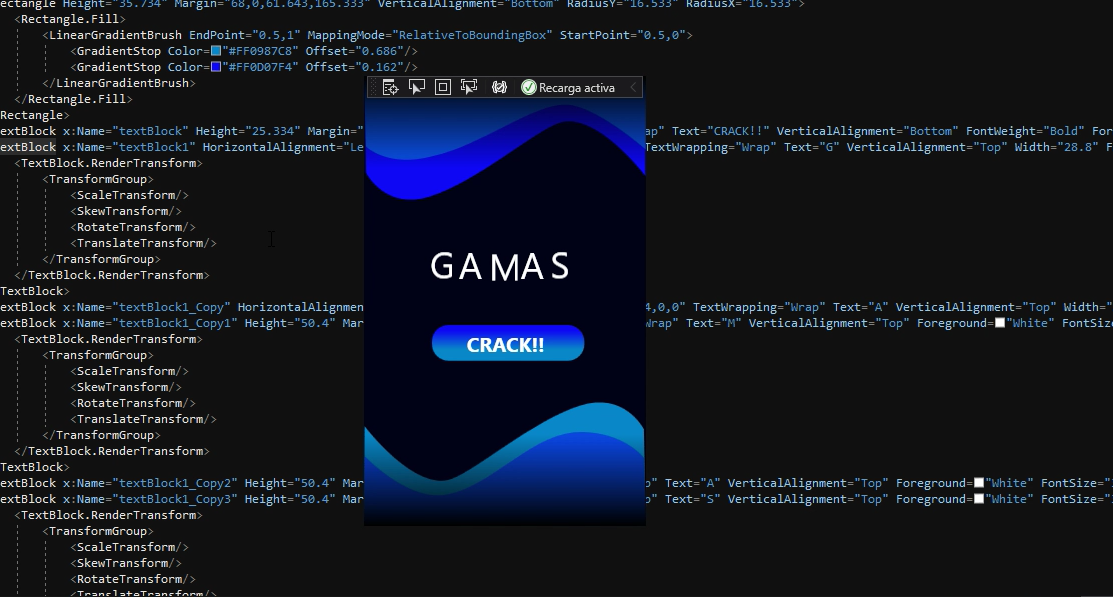 ectangle Height="35.734" Margin="68,0,61.643,165.333" VerticalAlignment="Bottom" RadiusY="16.533" RadiusX="16.533">
<Rectangle.Fill>
<LinearGradientBrush EndPoint="0.5,1" MappingMode="RelativeToBoundingBox" StartPoint="0.5,0">
<GradientStop Color="#FF0987C8" Offset="0.686"/>
<GradientStop Color="#FF0D07F4" Offset="0.162"/>
</LinearGradientBrush>
</Rectangle.Fill>
Recarga activa
Rectangle>
extBlock x:Name="textBlock" Height="25.334" Margin=" ap" Text="CRACK!!" VerticalAlignment="Bottom" FontWeight="Bold" For
extBlock x:Name="textBlock1" HorizontalAlignment="Le TextWrapping="Wrap" Text="G" VerticalAlignment="Top" Width="28.8" F
<TextBlock.RenderTransform>
<TransformGroup>
<ScaleTransform/>
<SkewTransform/>
<RotateTransform/>
<TranslateTransform/>
</TransformGroup>
</TextBlock.RenderTransform>
GAMAS
TextBlock>
extBlock x:Name="textBlock1_Copy" HorizontalAlignmen 4,0,0" TextWrapping="Wrap" Text="A" VerticalAlignment="Top" Width="
extBlock x:Name="textBlock1_Copy1" Height="50.4" Mar Wrap" Text="M" VerticalAlignment="Top" Foreground="White" FontSiz
<TextBlock.RenderTransform>
CRACK!!
<TransformGroup>
<ScaleTransform/>
<SkewTransform/>
<RotateTransform/>
<TranslateTransform/>
</TransformGroup>
</TextBlock.RenderTransform>
TextBlock>
extBlock x:Name="textBlock1_Copy2" Height="50.4" Mar p" Text="A" VerticalAlignment="Top" Foreground="White" FontSize="
extBlock x:Name="textBlock1_Copy3" Height="50.4" Mar p" Text="S" VerticalAlignment="Top" Foreground="White" FontSize="
<TextBlock.RenderTransform>
<TransformGroup>
<ScaleTransform/>
<SkewTransform/>
<RotateTransform/>
<TranslateTransform/>